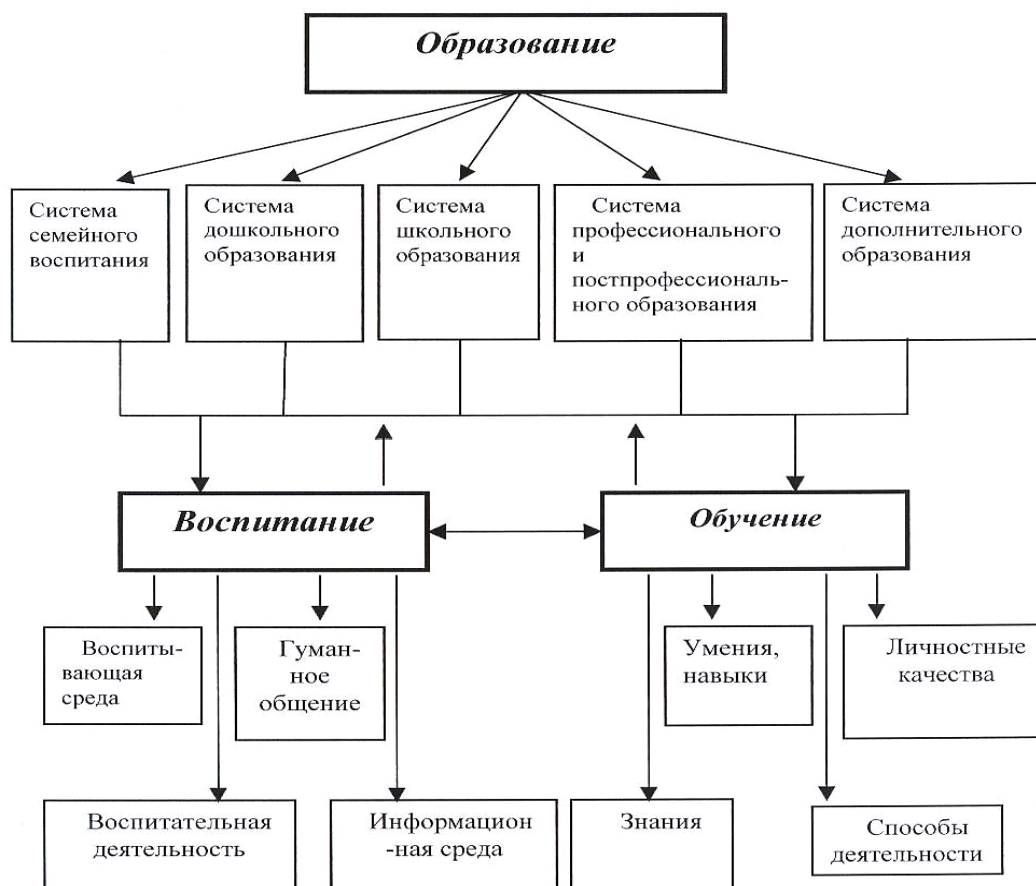 Образование
Система
семейного
воспитания
Система
дошкольного
образования
Система
школьного
образования
Система
профессионального
и
постпрофессиональ-
ного образования
Система
дополнительного
образования
Воспитание
Обучение
Воспиты-
вающая
среда
Гуман-
ное
общение
Умения,
навыки
Личностные
качества
Воспитательная
деятельность
Информацион
-ная среда
Знания
Способы
деятельности